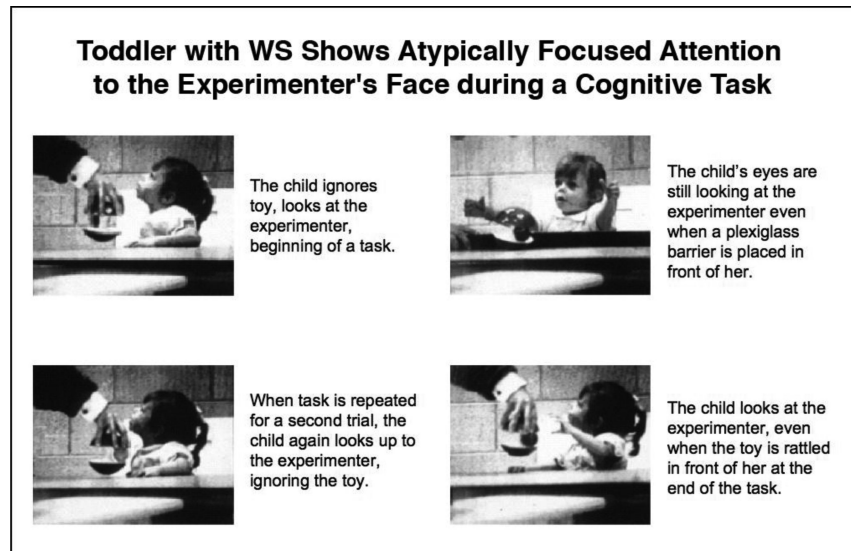 Toddler with WS Shows Atypically Focused Attention
to the Experimenter's Face during a Cognitive Task
The child ignores
toy, looks at the
experimenter,
beginning of a task.
The child's eyes are
still looking at the
experimenter even
when a plexiglass
barrier is placed in
front of her.
When task is repeated
for a second trial, the
child again looks up to
the experimenter,
ignoring the toy.
The child looks at the
experimenter, even
when the toy is rattled
in front of her at the
end of the task.